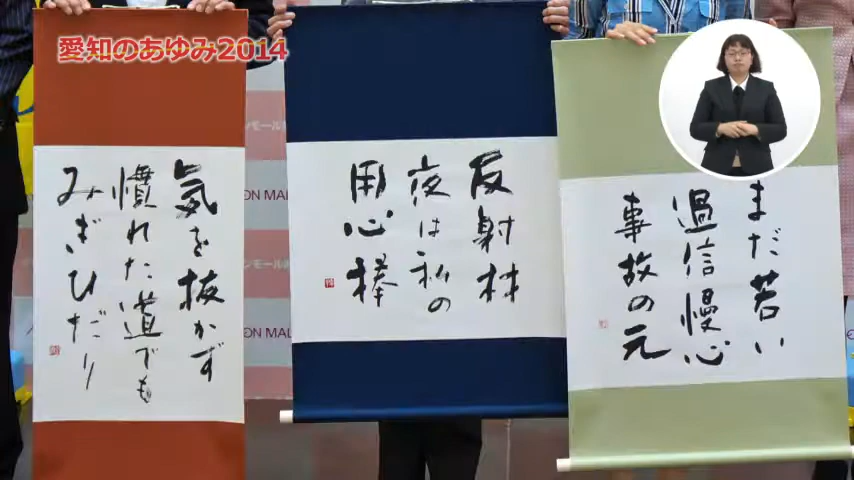 愛知のあゆみ2014
気を抜かず
慣れた道でも
みぎひだり
反射材
夜は私の
用心棒
まだ若い
過信慢心
事故の元
ON MALL